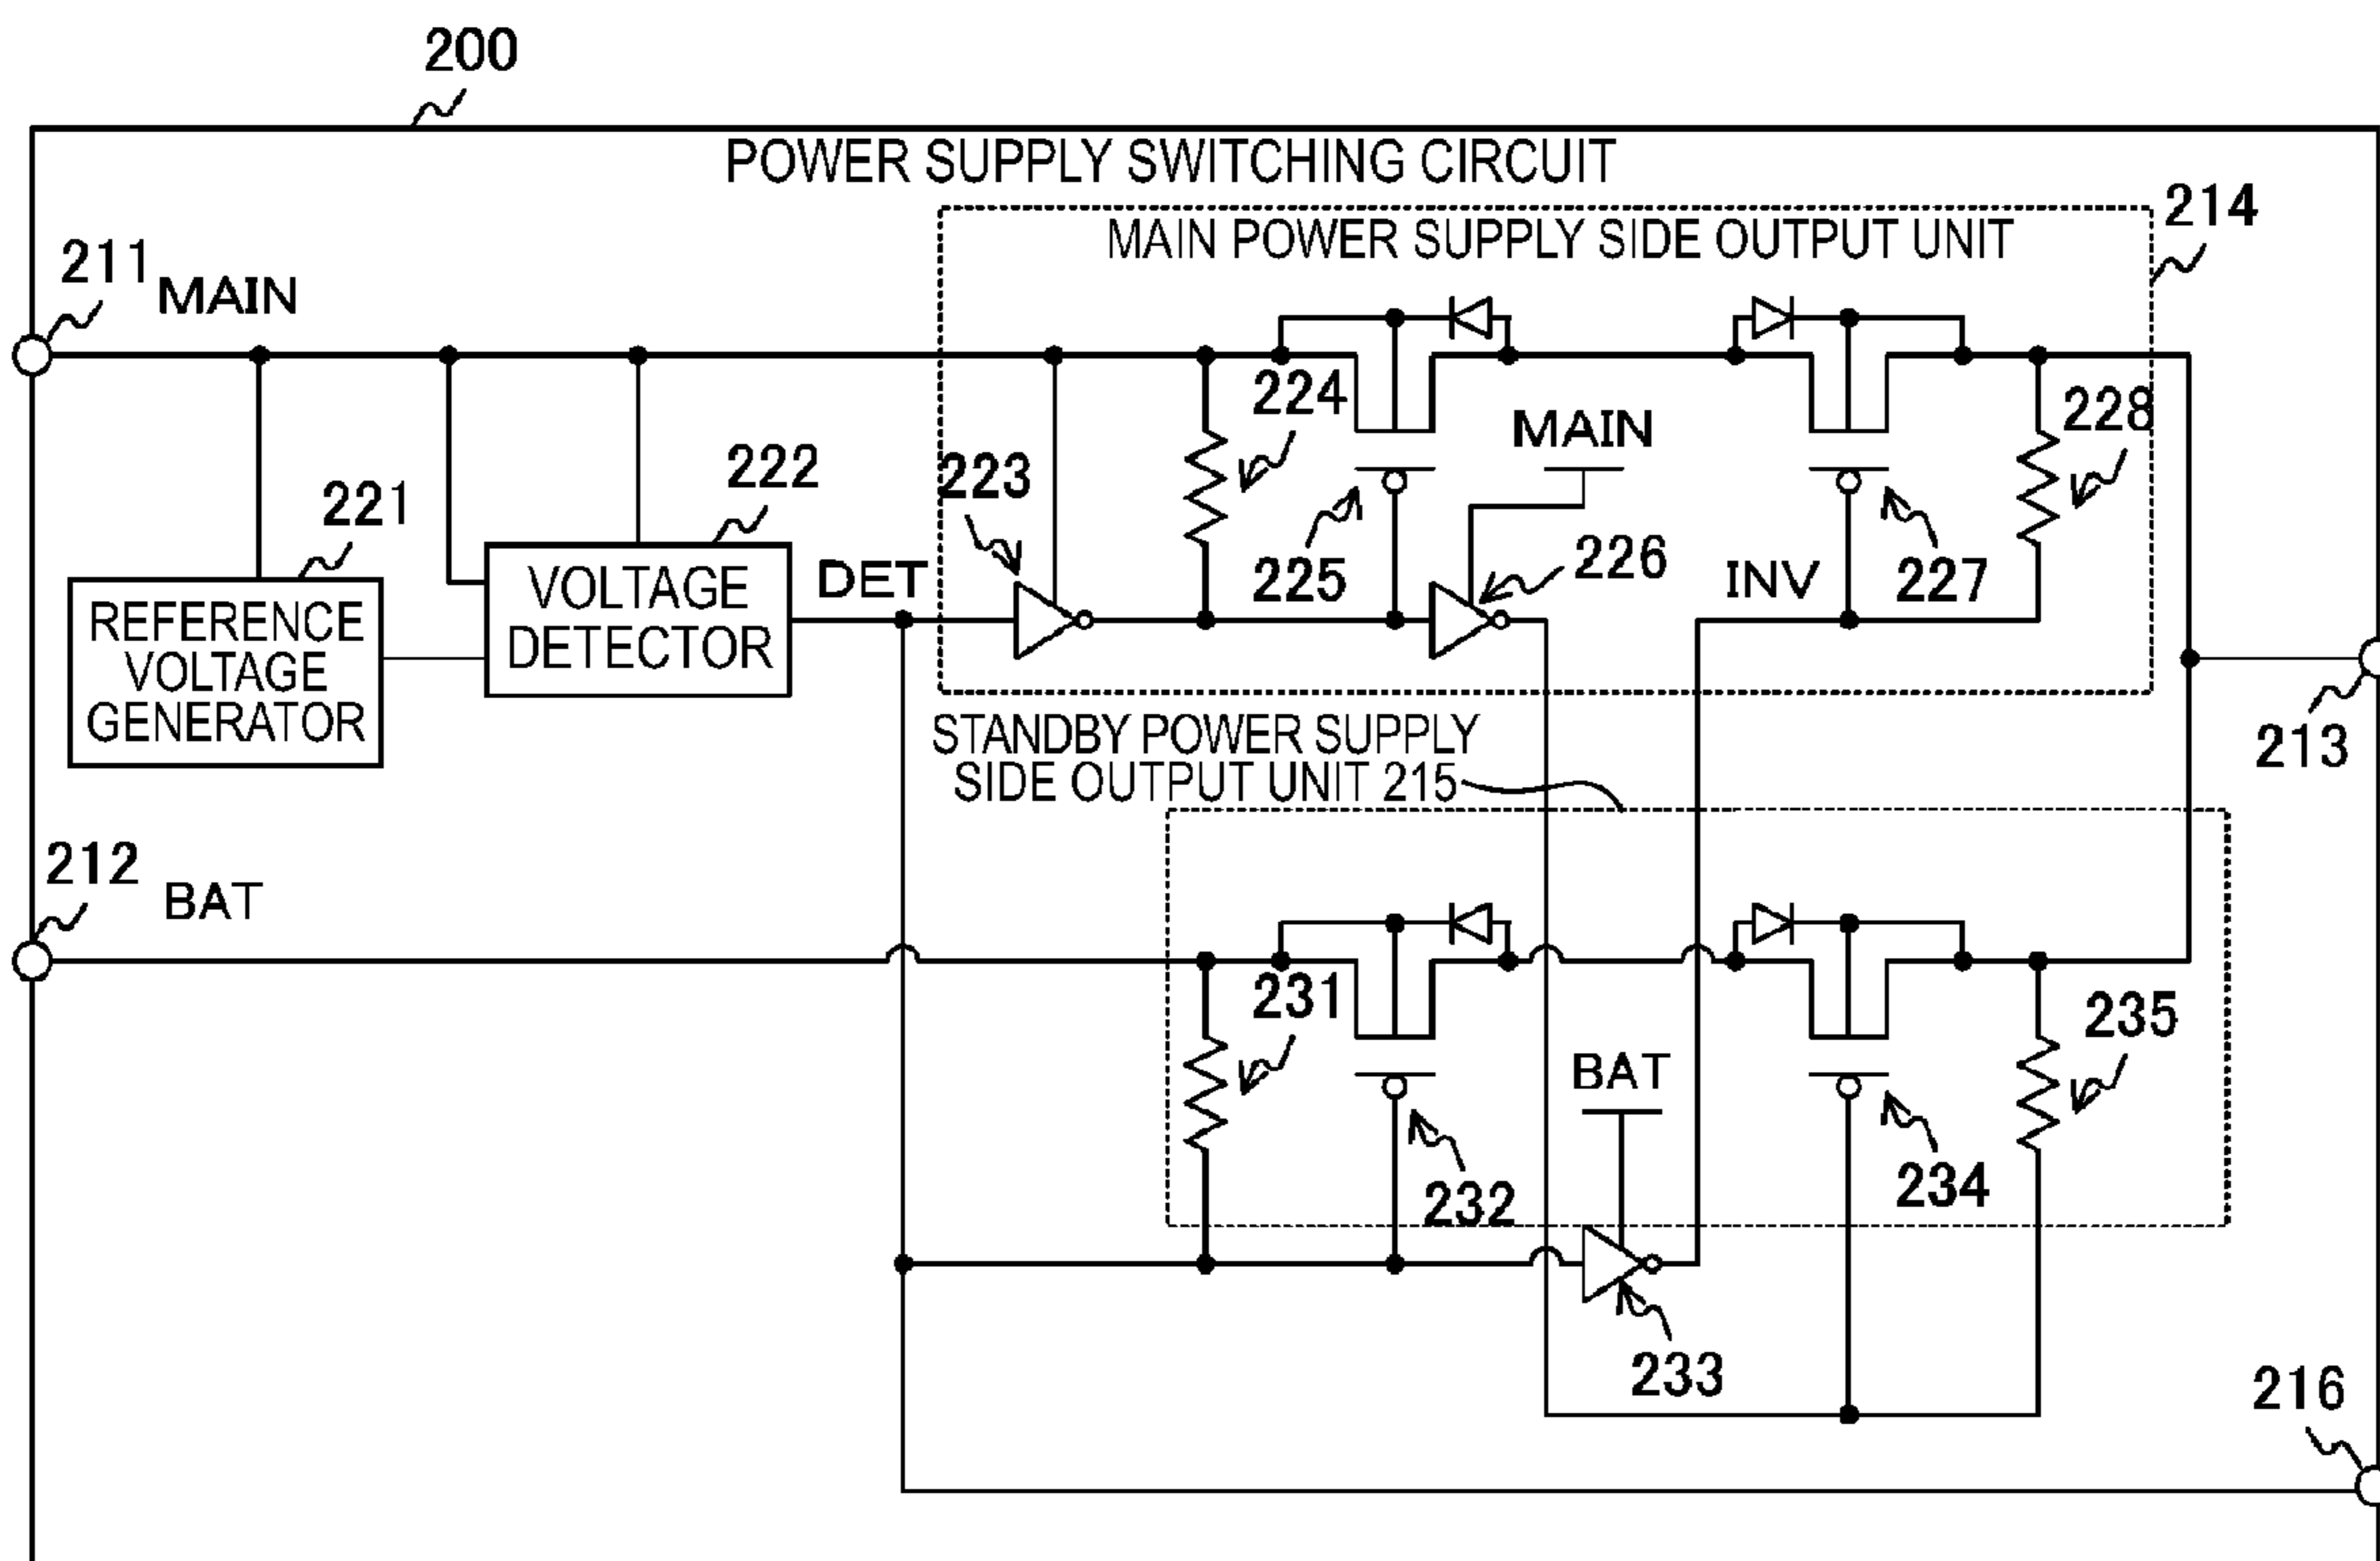 200
POWER SUPPLY SWITCHING CIRCUIT
214
MAIN POWER SUPPLY SIDE OUTPUT UNIT
211
MAIN
224
228
MAIN
222
223
221
225
226
INV
227
VOLTAGE
DETECTOR
DET
REFERENCE
VOLTAGE
GENERATOR
213
STANDBY POWER SUPPLY
SIDE OUTPUT UNIT 215
212
BAT
231
235
BAT
232
234
233
216